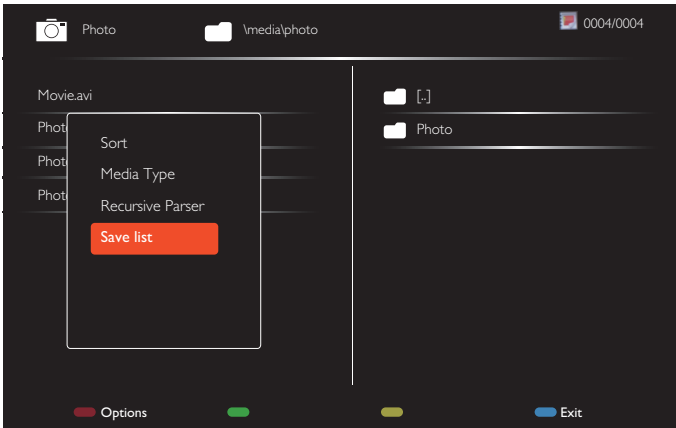 Photo
\media\photo
0004/0004
Movie.avi
Sort
Media Type
Recursive Parser
Save list
[..]
Photo
Options
Exit